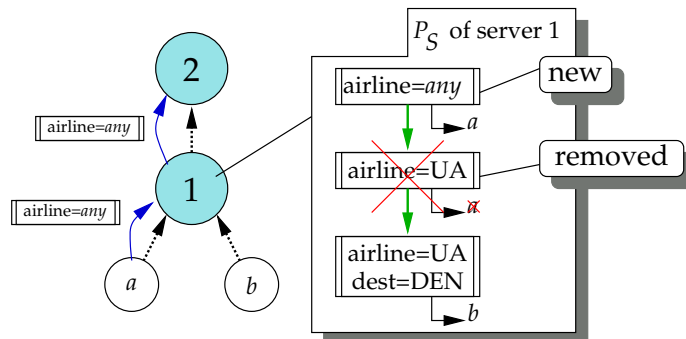 P_S of server 1
2
new
airline=any
airline=any
a
1
airline=UA
removed
airline=any
a
a
b
airline=UA
dest=DEN
b